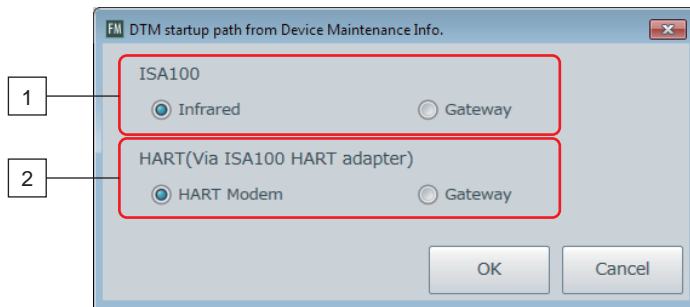 FM DTM startup path from Device Maintenance Info.
1
ISA100
Infrared Gateway
2
HART(Via ISA100 HART adapter)
HART Modem Gateway
OK Cancel